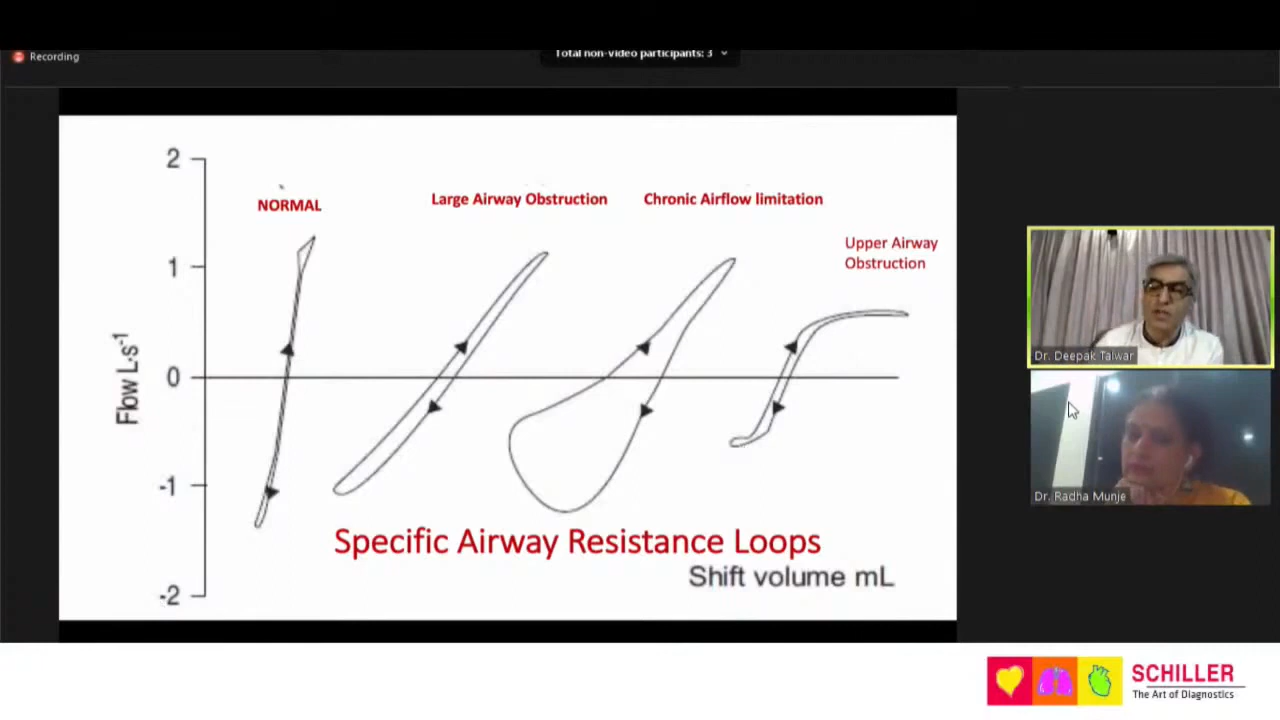 Total non-video participants: 3
Recording
2
1
0
-1
-2
Flow L·s⁻¹
NORMAL
Large Airway Obstruction
Chronic Airflow limitation
Upper Airway
Obstruction
Specific Airway Resistance Loops
Shift volume mL
Dr. Deepak Talwar
Dr. Radha Munje
SCHILLER
The Art of Diagnostics